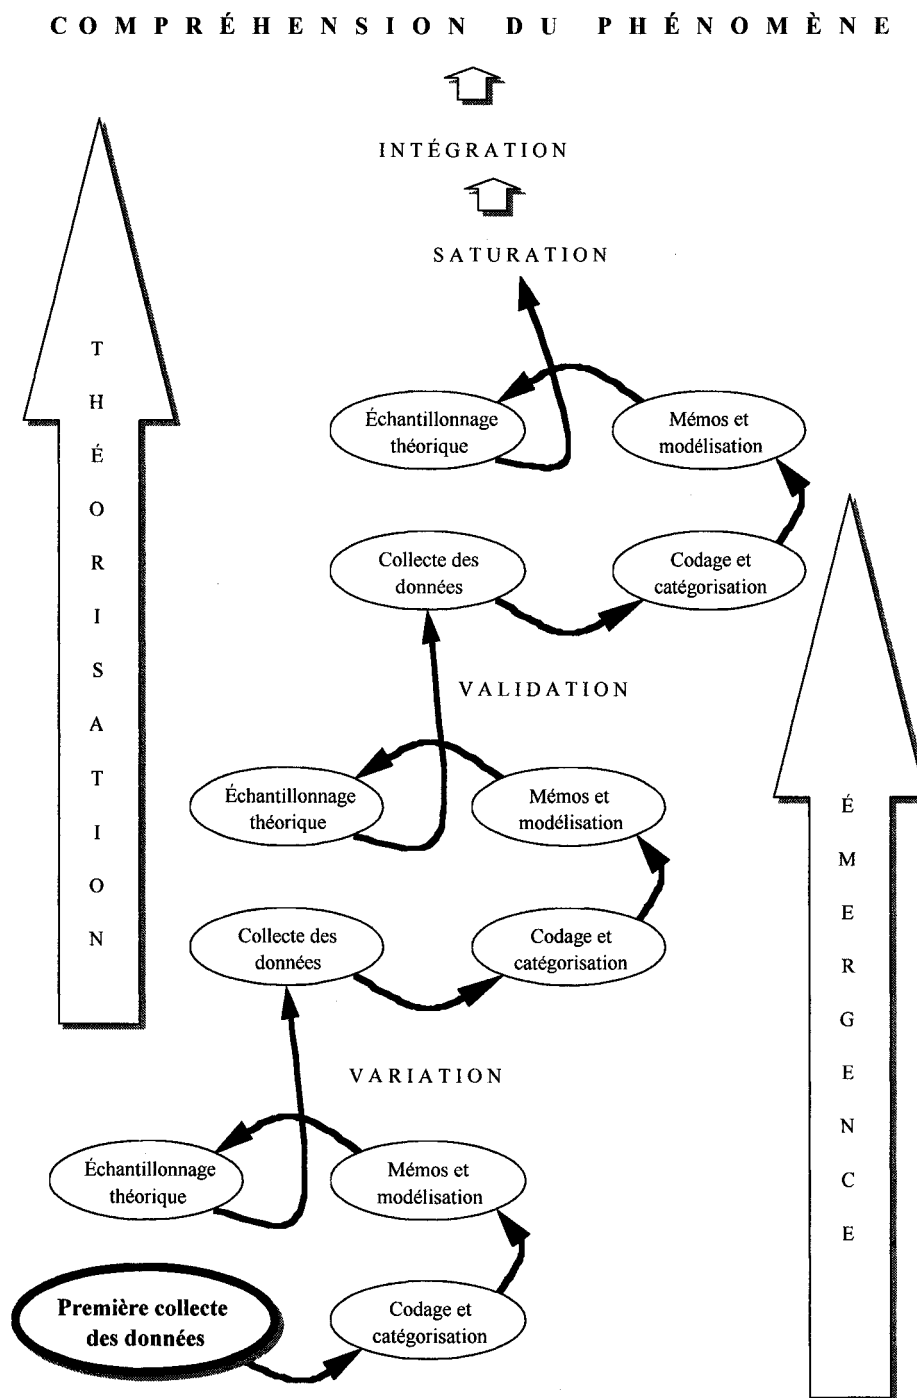 COMPRÉHENSION DU PHÉNOMÈNE
INTÉGRATION
SATURATION
THÉORISATION
Échantillonnage
théorique
Mémos et
modélisation
Collecte des
données
Codage et
catégorisation
VALIDATION
Échantillonnage
théorique
Mémos et
modélisation
ÉMERGENCE
Collecte des
données
Codage et
catégorisation
VARIATION
Échantillonnage
théorique
Mémos et
modélisation
Première collecte
des données
Codage et
catégorisation